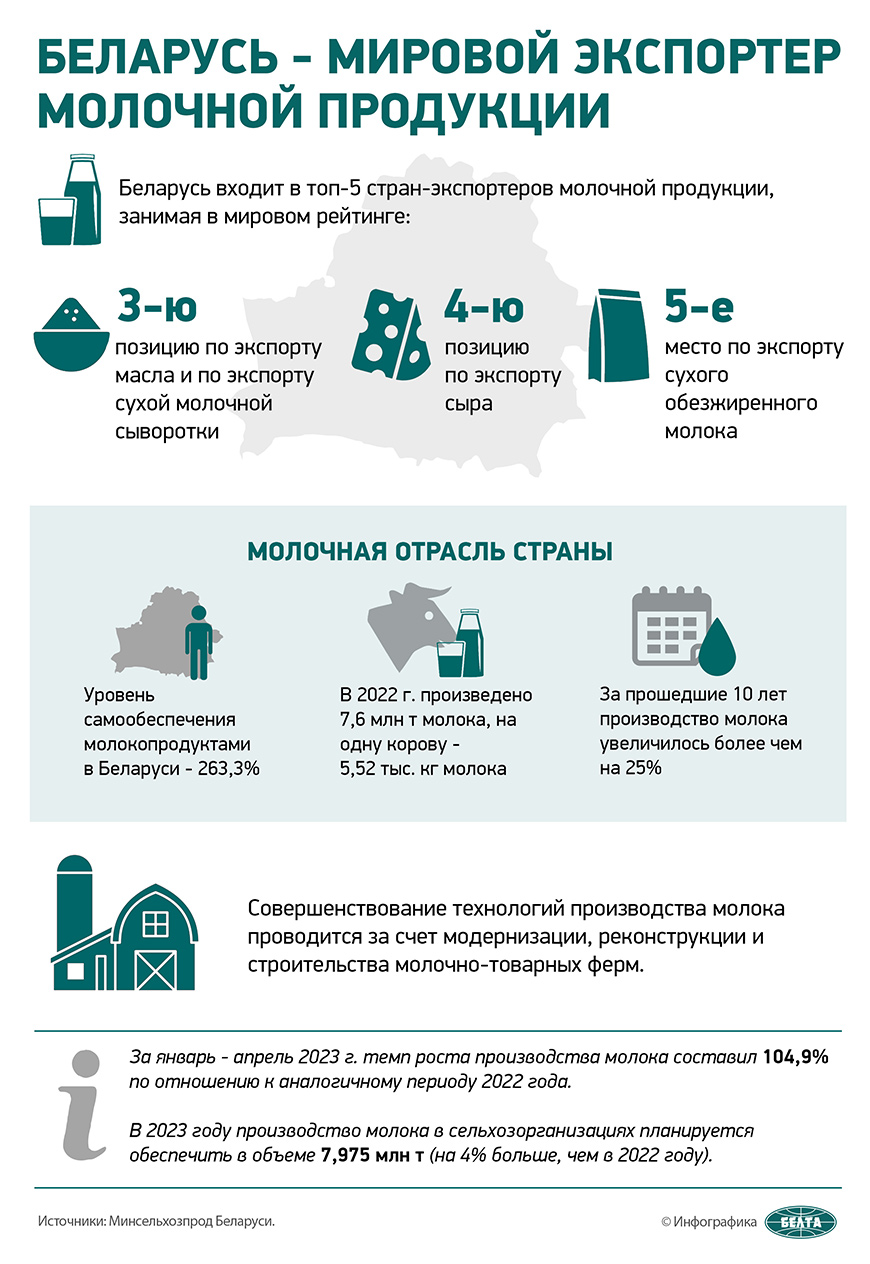 БЕЛАРУСЬ - МИРОВОЙ ЭКСПОРТЕР
МОЛОЧНОЙ ПРОДУКЦИИ
Беларусь входит в топ-5 стран-экспортеров молочной продукции,
занимая в мировом рейтинге:
3-ю
позицию по экспорту
масла и по экспорту
сухой молочной
сыворотки
4-ю
позицию
по экспорту
сыра
5-е
место по экспорту
сухого
обезжиренного
молока
МОЛОЧНАЯ ОТРАСЛЬ СТРАНЫ
Уровень
самообеспечения
молокопродуктами
в Беларуси - 263,3%
В 2022 г. произведено
7,6 млн т молока, на
одну корову -
5,52 тыс. кг молока
За прошедшие 10 лет
производство молока
увеличилось более чем
на 25%
Совершенствование технологий производства молока
проводится за счет модернизации, реконструкции и
строительства молочно-товарных ферм.
За январь - апрель 2023 г. темп роста производства молока составил 104,9%
по отношению к аналогичному периоду 2022 года.
В 2023 году производство молока в сельхозорганизациях планируется
обеспечить в объеме 7,975 млн т (на 4% больше, чем в 2022 году).
Источники: Минсельхозпрод Беларуси.
© Инфографика
БЕЛТА